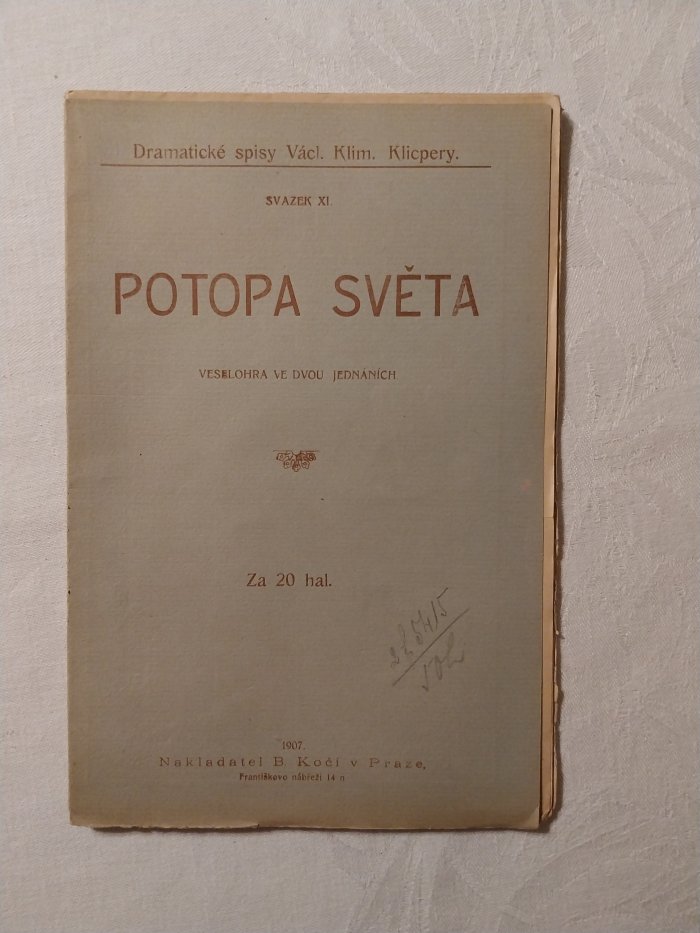 Dramatické spisy Václ. Klim. Klicpery.
SVAZEK XI.
POTOPA SVĚTA
VESELOHRA VE DVOU JEDNÁNÍCH
Za 20 hal.
1907.
Nakladatel B. Kočí v Praze,
Františkovo nábřeží 14 n